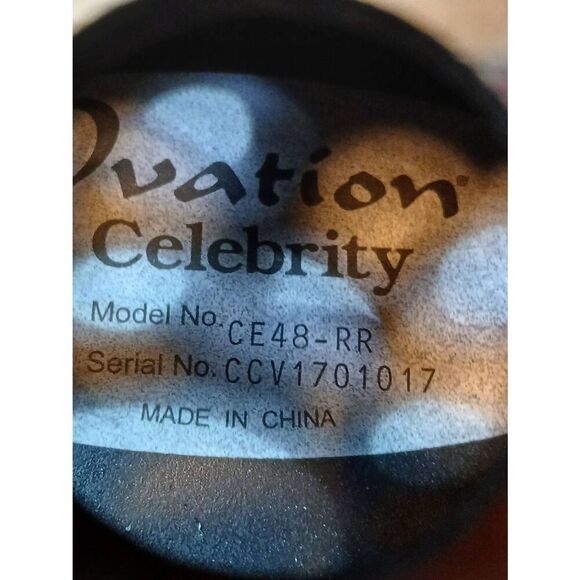 Ovation®
Celebrity
Model No. CE48-RR
Serial No. CCV1701017
MADE IN CHINA